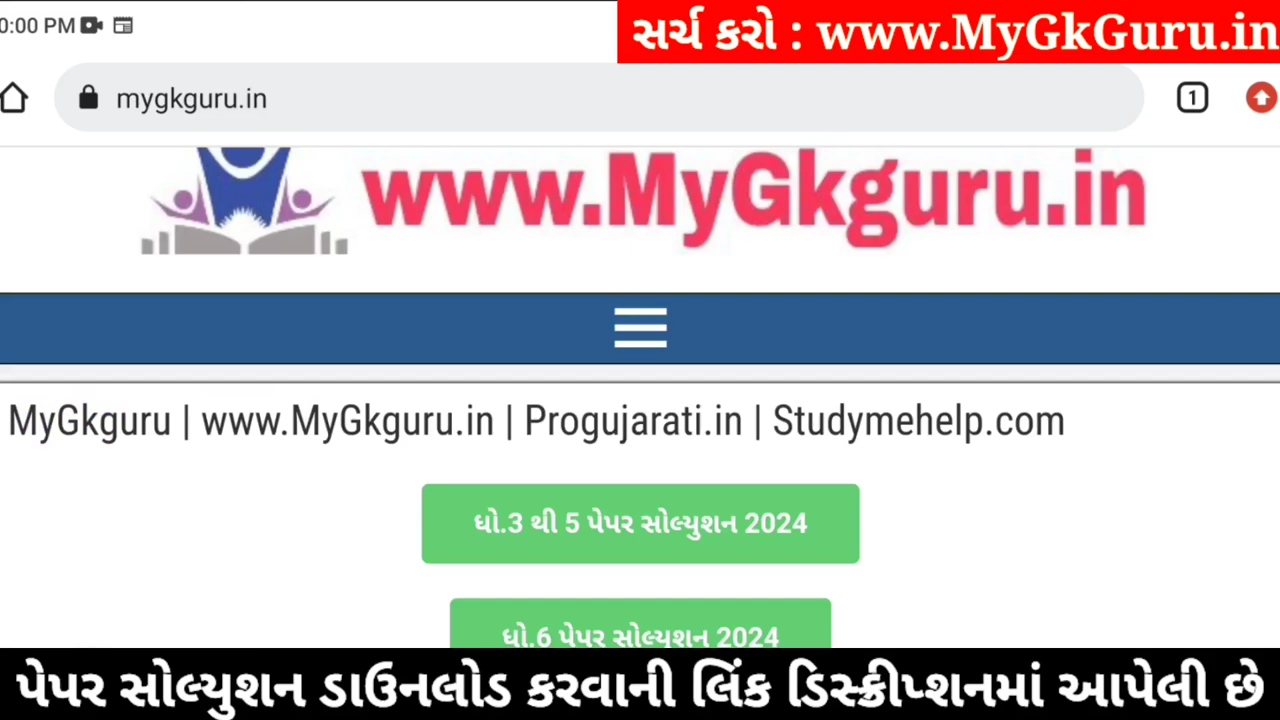 0:00 PM
સર્ચ કરો : www.MyGkGuru.in
mygkguru.in
1
www.MyGkguru.in
MyGkguru | www.MyGkguru.in | Progujarati.in | Studymehelp.com
ધો.3 થી 5 પેપર સોલ્યુશન 2024
ધો.6 પેપર સોલ્યુશન 2024
પેપર સોલ્યુશન ડાઉનલોડ કરવાની લિંક ડિસ્ક્રીપ્શનમાં આપેલી છે